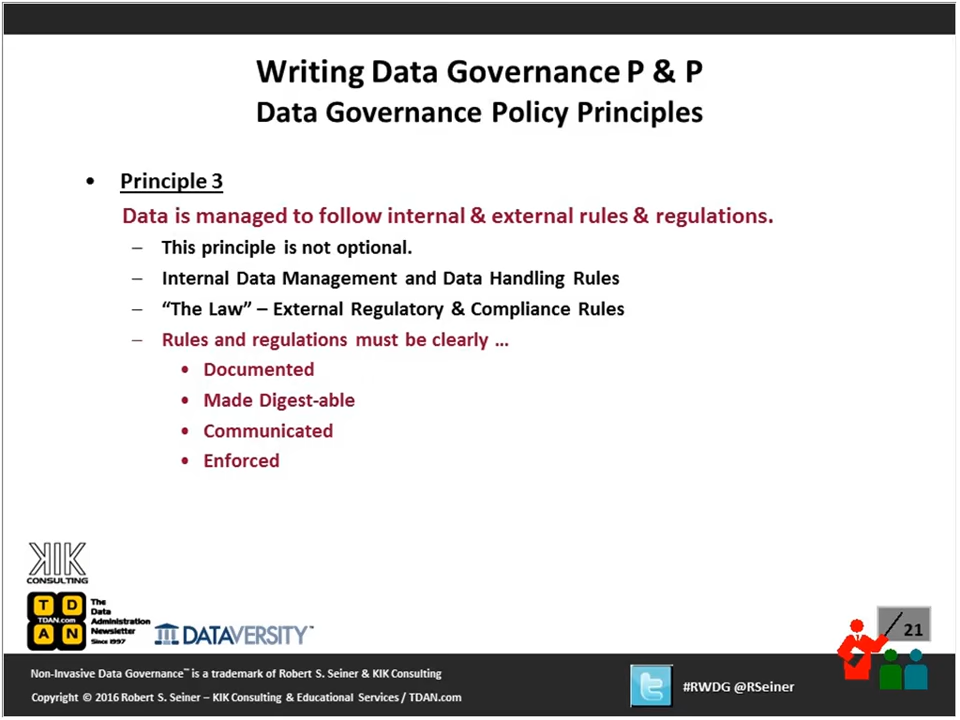 Writing Data Governance P & P
Data Governance Policy Principles
• Principle 3
Data is managed to follow internal & external rules & regulations.
– This principle is not optional.
– Internal Data Management and Data Handling Rules
– “The Law” – External Regulatory & Compliance Rules
– Rules and regulations must be clearly …
• Documented
• Made Digest-able
• Communicated
• Enforced
KIK
CONSULTING
T D
TDAN.com
A N
The
Data
Administration
Newsletter
Since 1997
DATAVERSITY™
/ 21
Non-Invasive Data Governance™ is a trademark of Robert S. Seiner & KIK Consulting
Copyright © 2016 Robert S. Seiner – KIK Consulting & Educational Services / TDAN.com
#RWDG @RSeiner